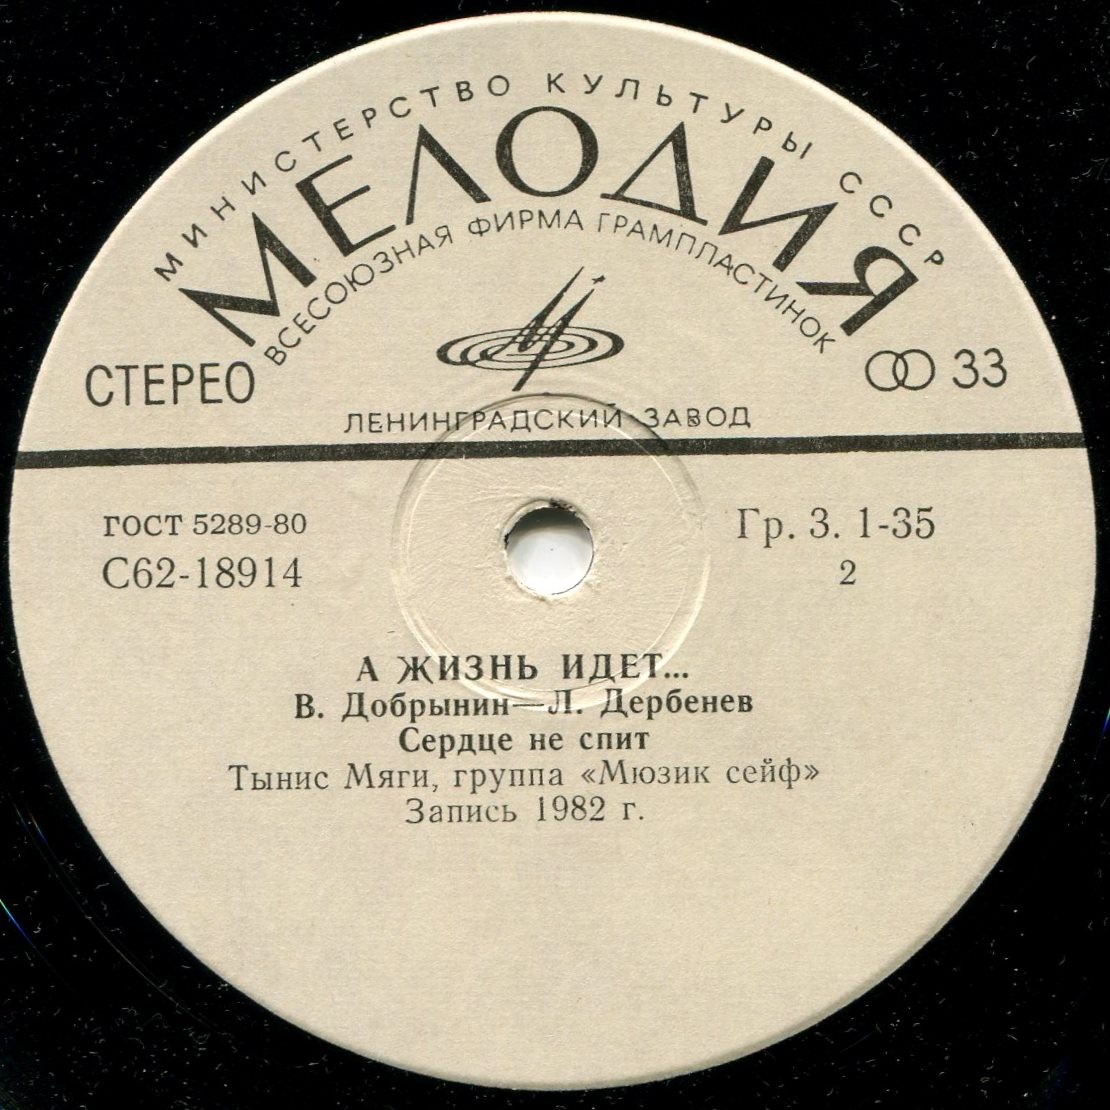 МИНИСТЕРСТВО КУЛЬТУРЫ СССР
МЕЛОДИЯ
ВСЕСОЮЗНАЯ ФИРМА ГРАМПЛАСТИНОК
СТЕРЕО
33
ЛЕНИНГРАДСКИЙ ЗАВОД
ГОСТ 5289-80
Гр. 3. 1-35
С62-18914
2
А ЖИЗНЬ ИДЕТ...
В. Добрынин—Л. Дербенев
Сердце не спит
Тынис Мяги, группа «Мюзик сейф»
Запись 1982 г.